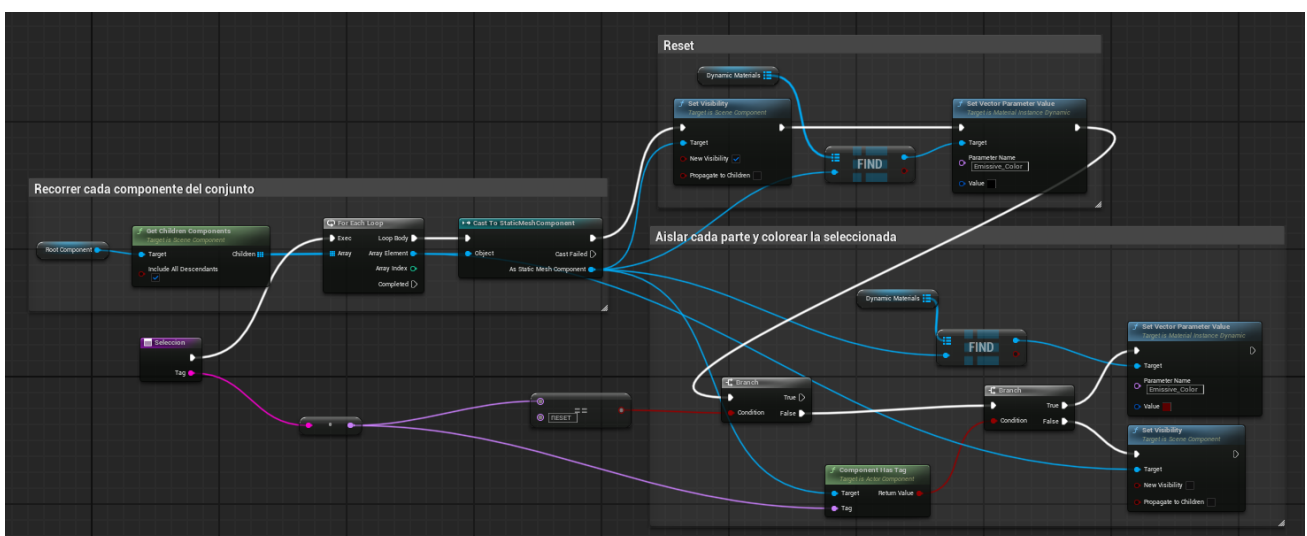 Reset
Dynamic Materials
Set Visibility
Target is Scene Component
Target
New Visibility
Propagate to Children
FIND
Set Vector Parameter Value
Target is Material Instance Dynamic
Target
Parameter Name
Emissive_Color
Value
Recorrer cada componente del conjunto
Root Component
Get Children Components
Target is Scene Component
Target
Children
Include All Descendants
For Each Loop
Exec
Loop Body
Array
Array Element
Array Index
Completed
Cast To StaticMeshComponent
Object
Cast Failed
As Static Mesh Component
Seleccion
Tag
RESET
==
Aislar cada parte y colorear la seleccionada
Dynamic Materials
FIND
Branch
True
Condition
False
Branch
True
Condition
False
Component Has Tag
Target is Actor Component
Target
Return Value
Tag
Set Vector Parameter Value
Target is Material Instance Dynamic
Target
Parameter Name
Emissive_Color
Value
Set Visibility
Target is Scene Component
Target
New Visibility
Propagate to Children